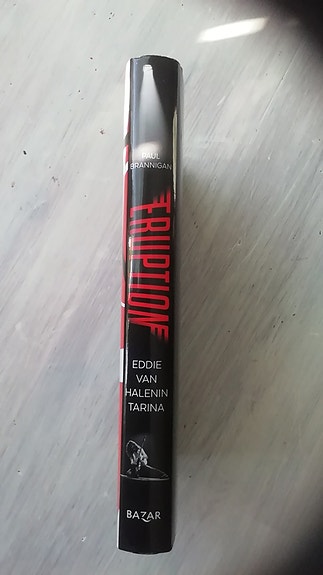 PAUL
BRANNIGAN
ERUPTION
EDDIE
VAN
HALENIN
TARINA
BAZAR